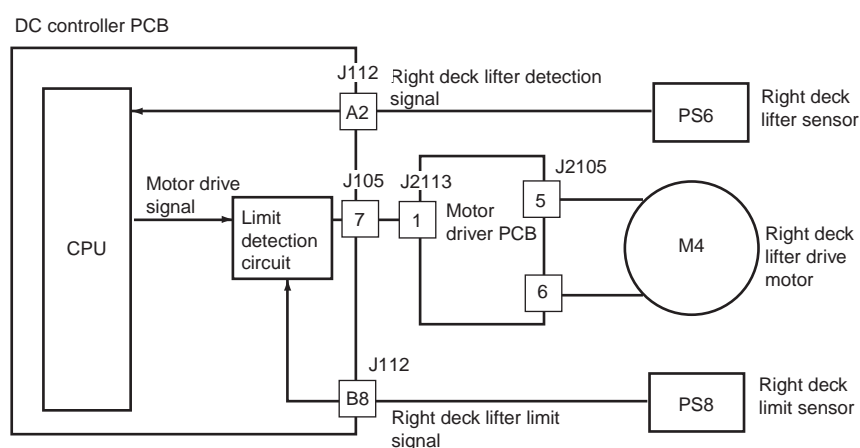 DC controller PCB
J112
Right deck lifter detection
signal
A2
PS6
Right deck
lifter sensor
Motor drive
signal
J105
J2113
J2105
CPU
Limit
detection
circuit
7
1
Motor
driver PCB
5
6
M4
Right deck
lifter drive
motor
J112
B8
Right deck lifter limit
signal
PS8
Right deck
limit sensor